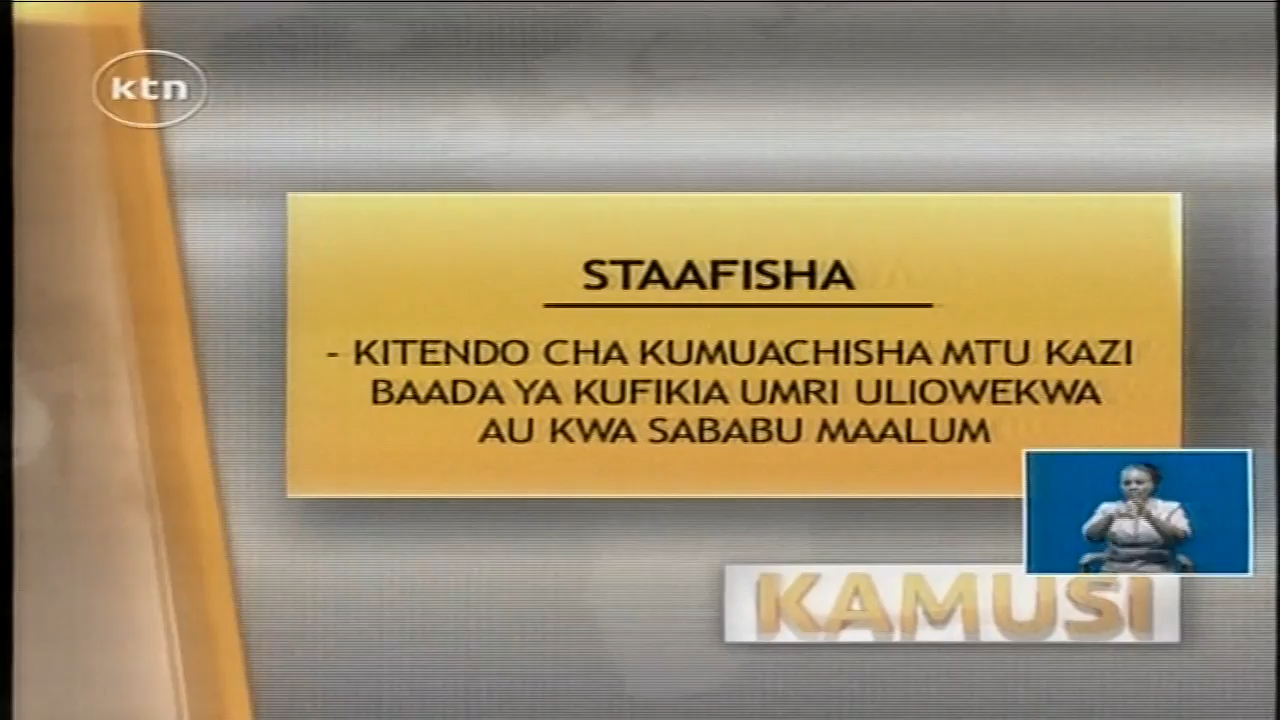 ktn
STAAFISHA
- KITENDO CHA KUMUACHISHA MTU KAZI
BAADA YA KUFIKIA UMRI ULIOWEKWA
AU KWA SABABU MAALUM
KAMUSI